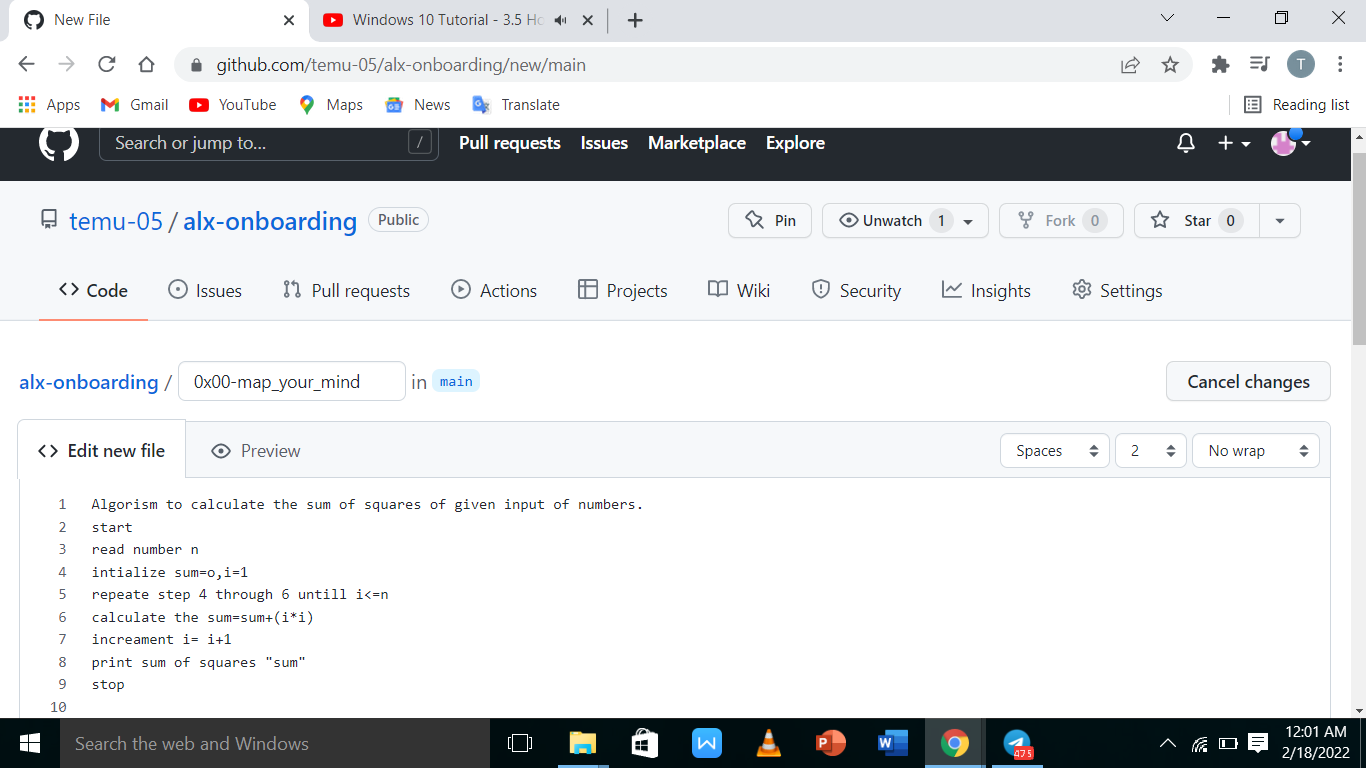 New File
Windows 10 Tutorial - 3.5 Ho
github.com/temu-05/alx-onboarding/new/main
T
Apps Gmail YouTube Maps News Translate Reading list
Search or jump to... / Pull requests Issues Marketplace Explore
temu-05 / alx-onboarding Public Pin Unwatch 1 Fork 0 Star 0
Code Issues Pull requests Actions Projects Wiki Security Insights Settings
alx-onboarding / 0x00-map_your_mind in main Cancel changes
Edit new file Preview Spaces 2 No wrap
1 Algorism to calculate the sum of squares of given input of numbers.
2 start
3 read number n
4 intialize sum=o,i=1
5 repeate step 4 through 6 untill i<=n
6 calculate the sum=sum+(i*i)
7 increament i= i+1
8 print sum of squares "sum"
9 stop
10
Search the web and Windows 475 12:01 AM
2/18/2022